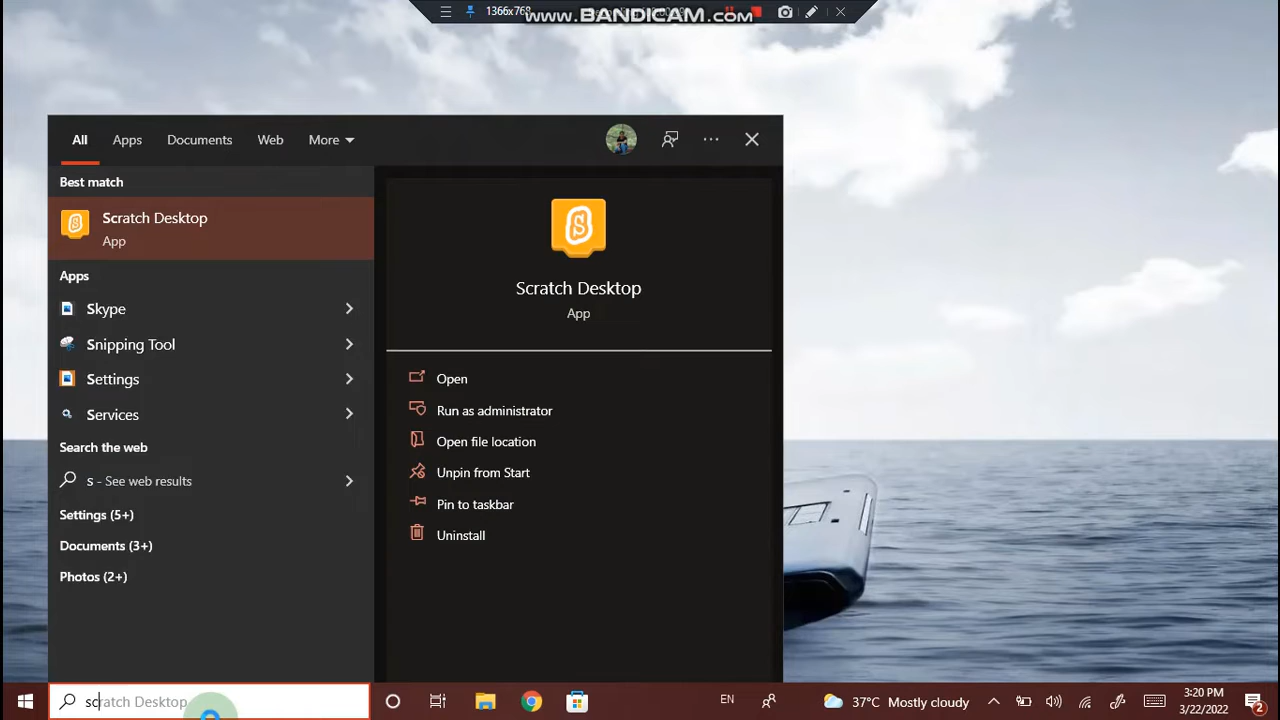 1366x768
www.BANDICAM.com
All Apps Documents Web More
Best match
Scratch Desktop
App
Apps
Skype
Snipping Tool
Settings
Services
Search the web
s - See web results
Settings (5+)
Documents (3+)
Photos (2+)
Scratch Desktop
App
Open
Run as administrator
Open file location
Unpin from Start
Pin to taskbar
Uninstall
scratch Desktop
EN
37°C Mostly cloudy
3:20 PM
3/22/2022
2